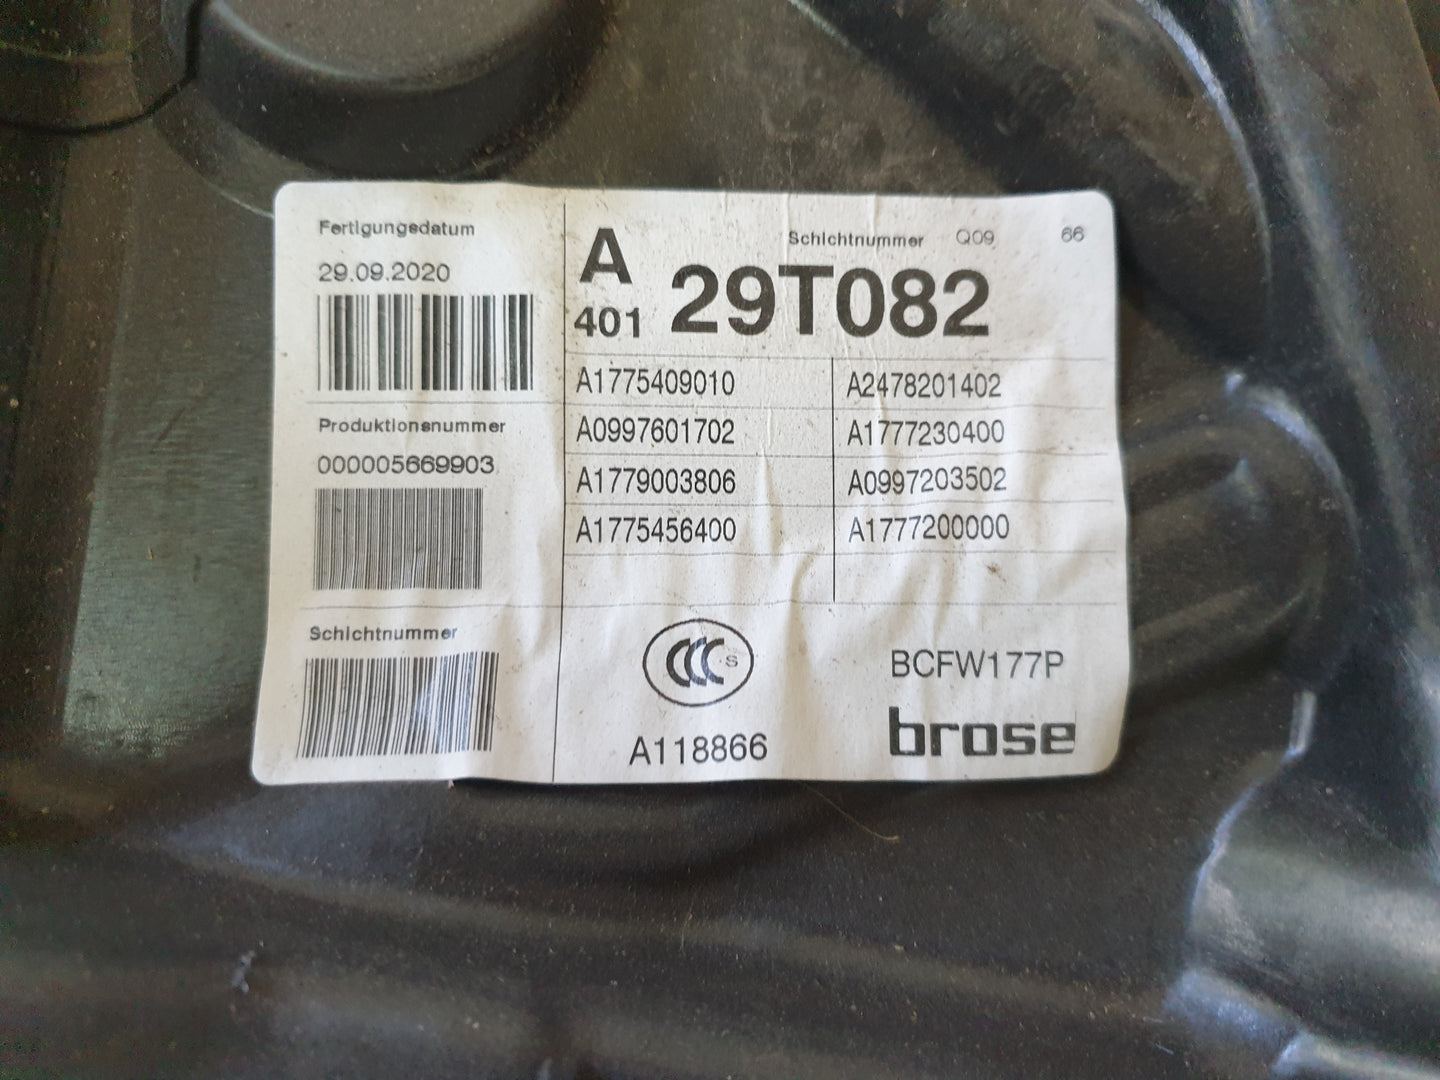 Fertigungsdatum
29.09.2020
Produktionsnummer
000005669903
Schichtnummer
A
401
Schichtnummer Q09 66
29T082
A1775409010 A2478201402
A0997601702 A1777230400
A1779003806 A0997203502
A1775456400 A1777200000
CCC S
A118866
BCFW177P
brose